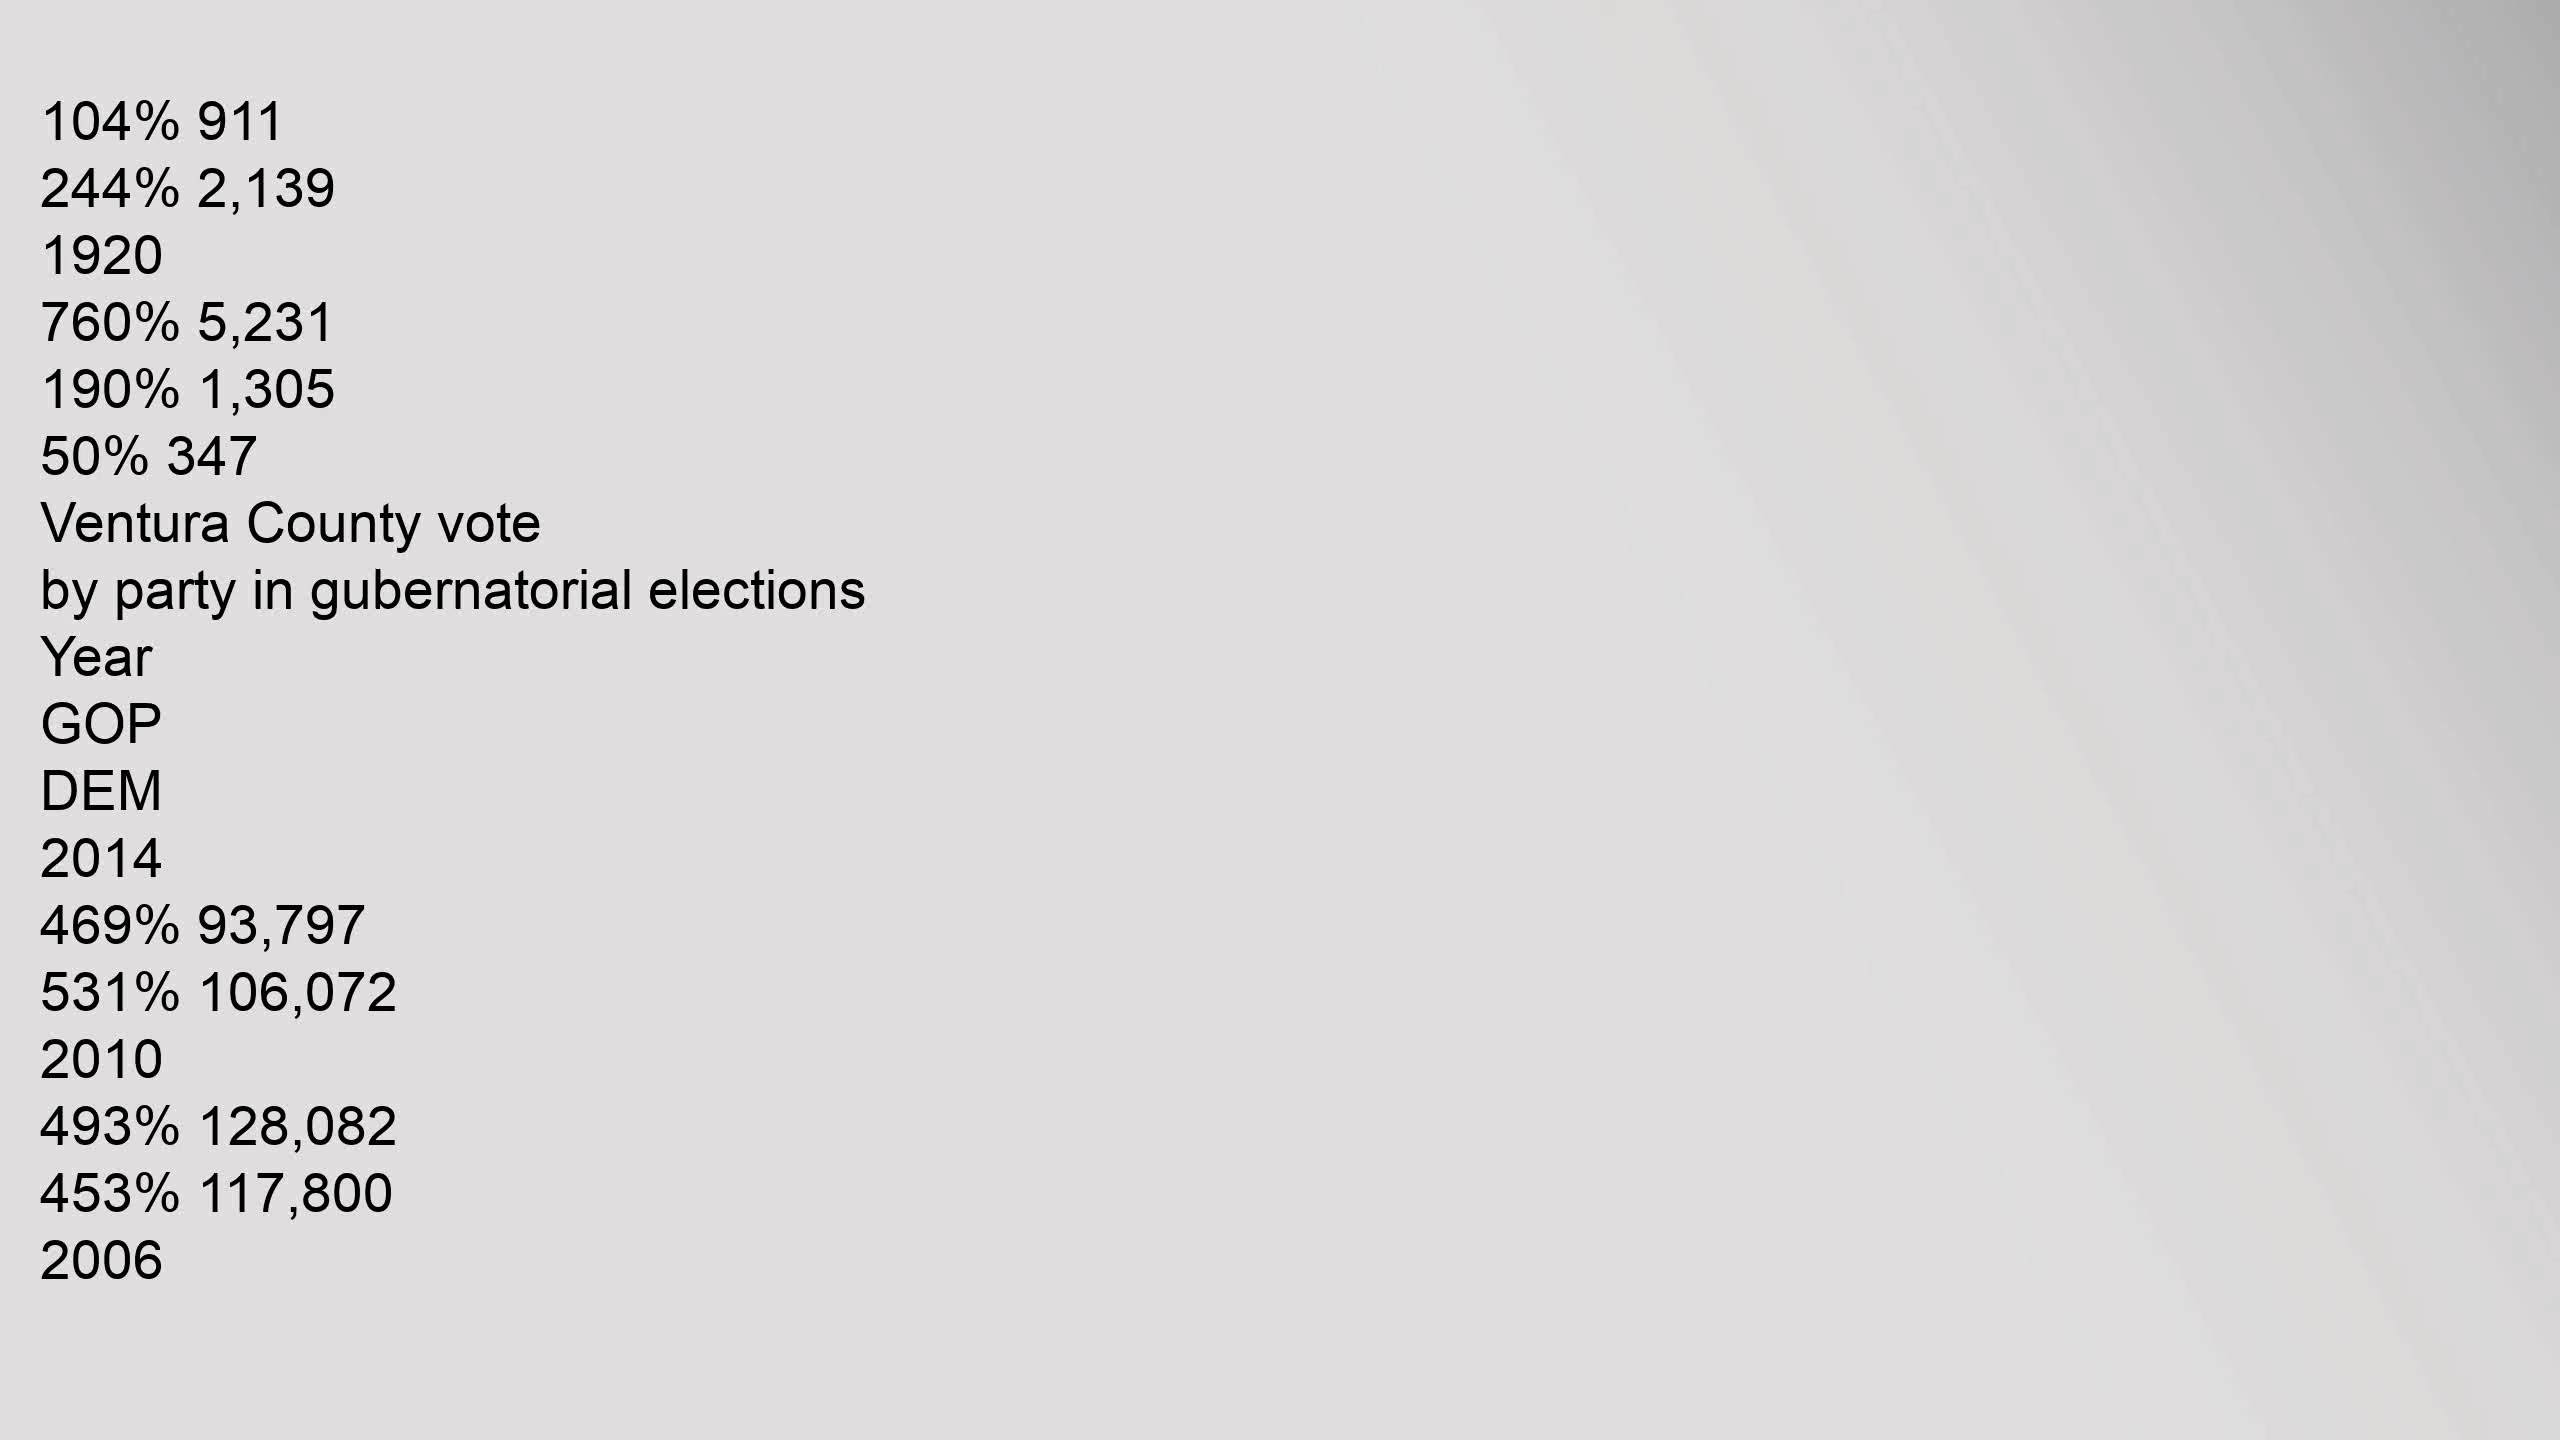 104% 911
244% 2,139
1920
760% 5,231
190% 1,305
50% 347
Ventura County vote
by party in gubernatorial elections
Year
GOP
DEM
2014
469% 93,797
531% 106,072
2010
493% 128,082
453% 117,800
2006